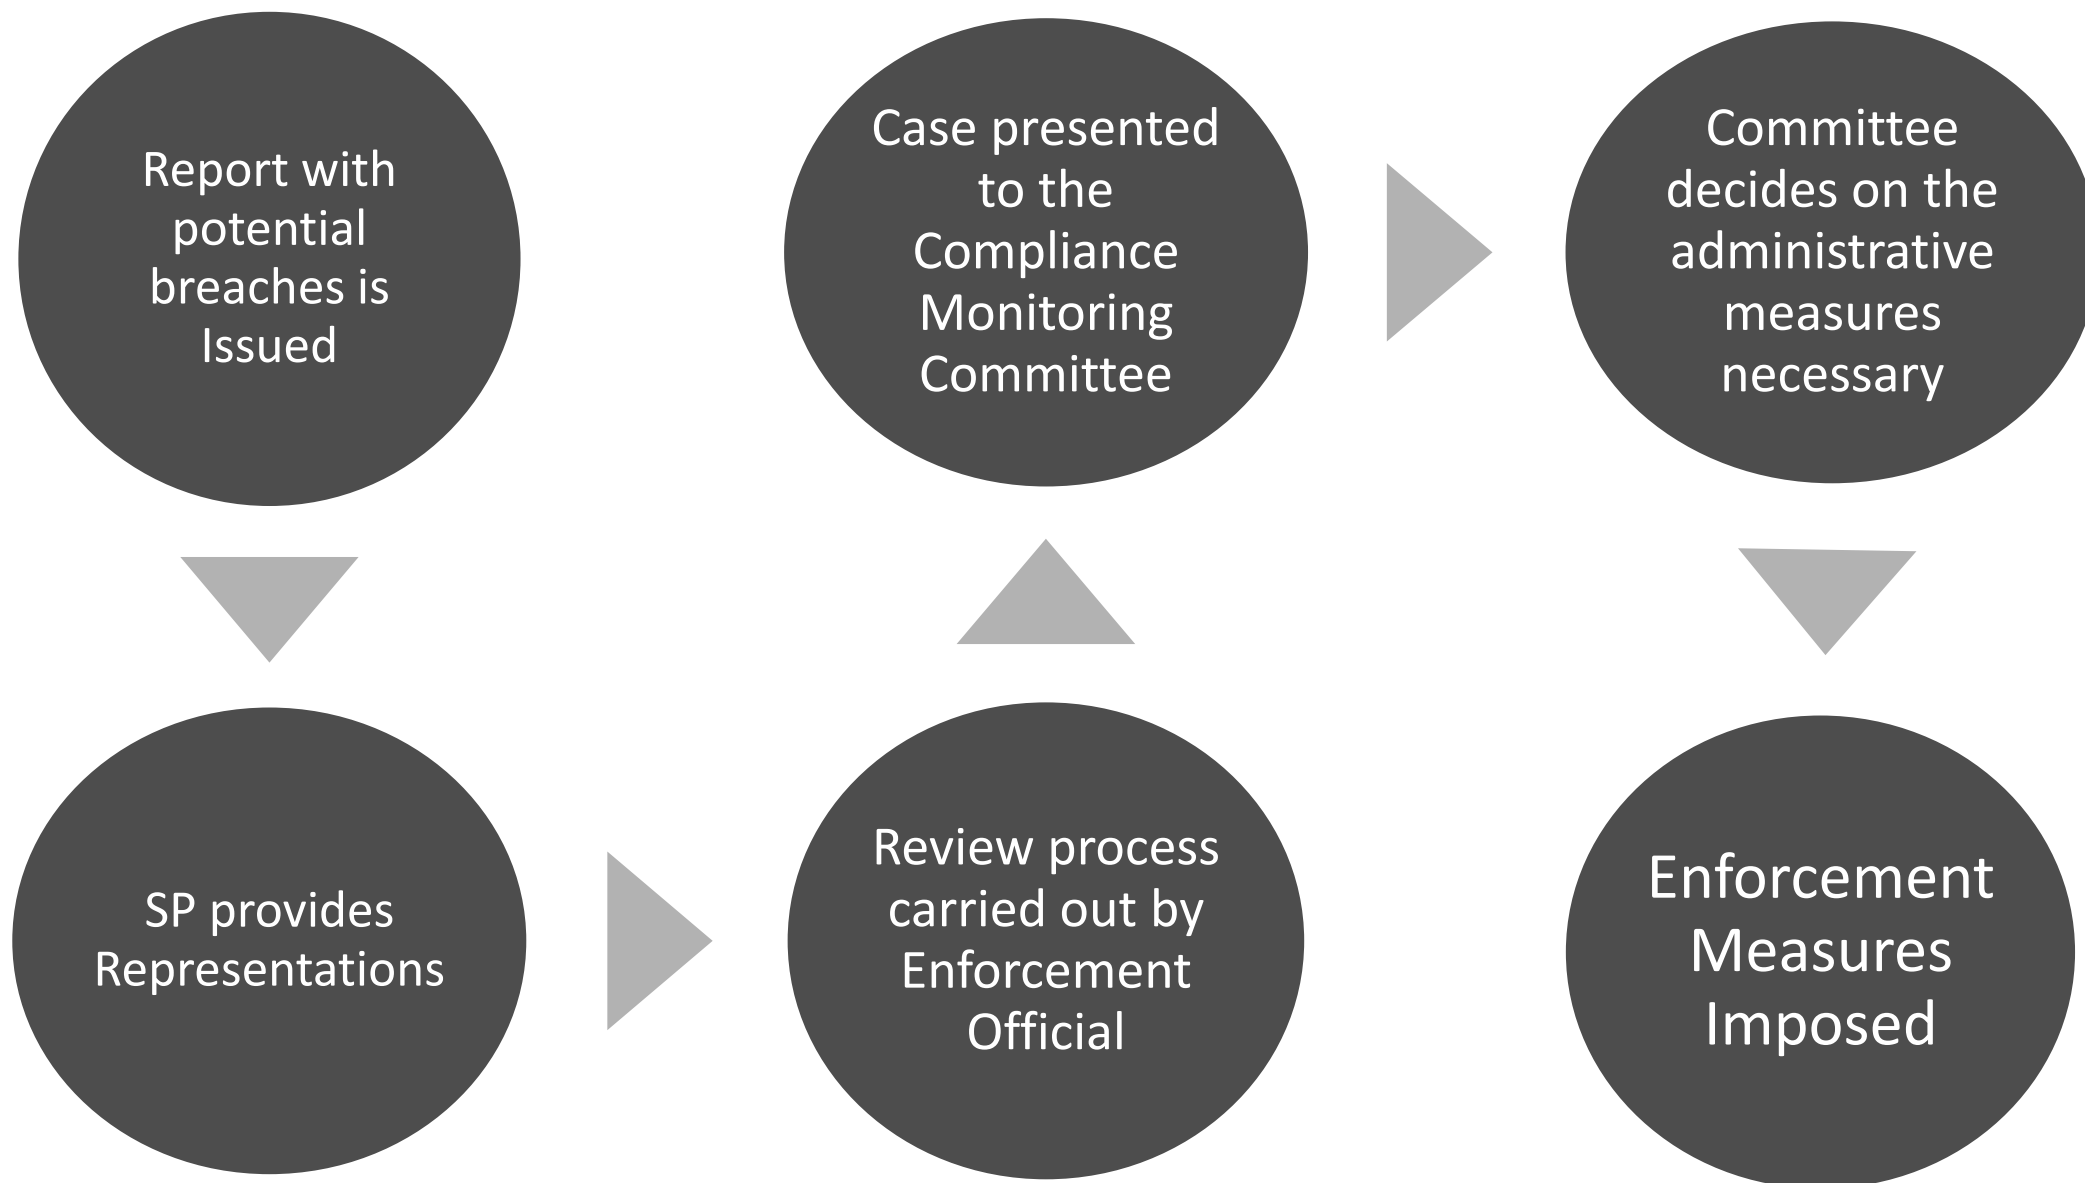 Report with
potential
breaches is
Issued
SP provides
Representations
Review process
carried out by
Enforcement
Official
Case presented
to the
Compliance
Monitoring
Committee
Committee
decides on the
administrative
measures
necessary
Enforcement
Measures
Imposed